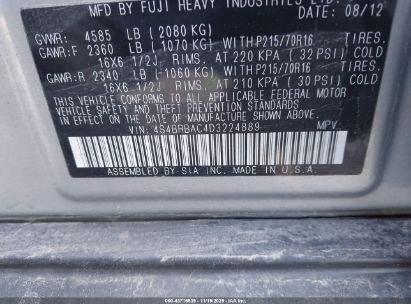 MFD BY FUJI HEAVY INDUSTRIES LTD.
DATE 08/12
GVWR: 4585 LB (2080 KG)
GAWR:F 2360 LB (1070 KG) WITH P215/70R16 TIRES.
16X6 1/2J RIMS, AT 220 KPA (32 PSI) COLD
GAWR:R 2340 LB (1060 KG) WITH P215/70R16 TIRES.
16X6 1/2J RIMS, AT 210 KPA (30 PSI) COLD
THIS VEHICLE CONFORMS TO ALL APPLICABLE FEDERAL MOTOR
VEHICLE SAFETY AND THEFT PREVENTION STANDARDS IN EFFECT
ON THE DATE OF MANUFACTURE SHOWN ABOVE.
VIN: 4S4BRBAC4D3224889 MPV
ASSEMBLED BY SIA INC. MADE IN U.S.A.